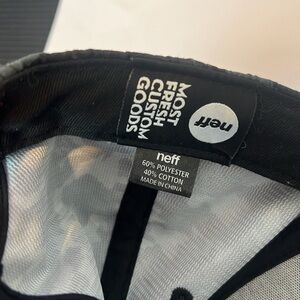 MOST
FRESH
CUSTOM
GOODS
neff
neff
60% POLYESTER
40% COTTON
MADE IN CHINA